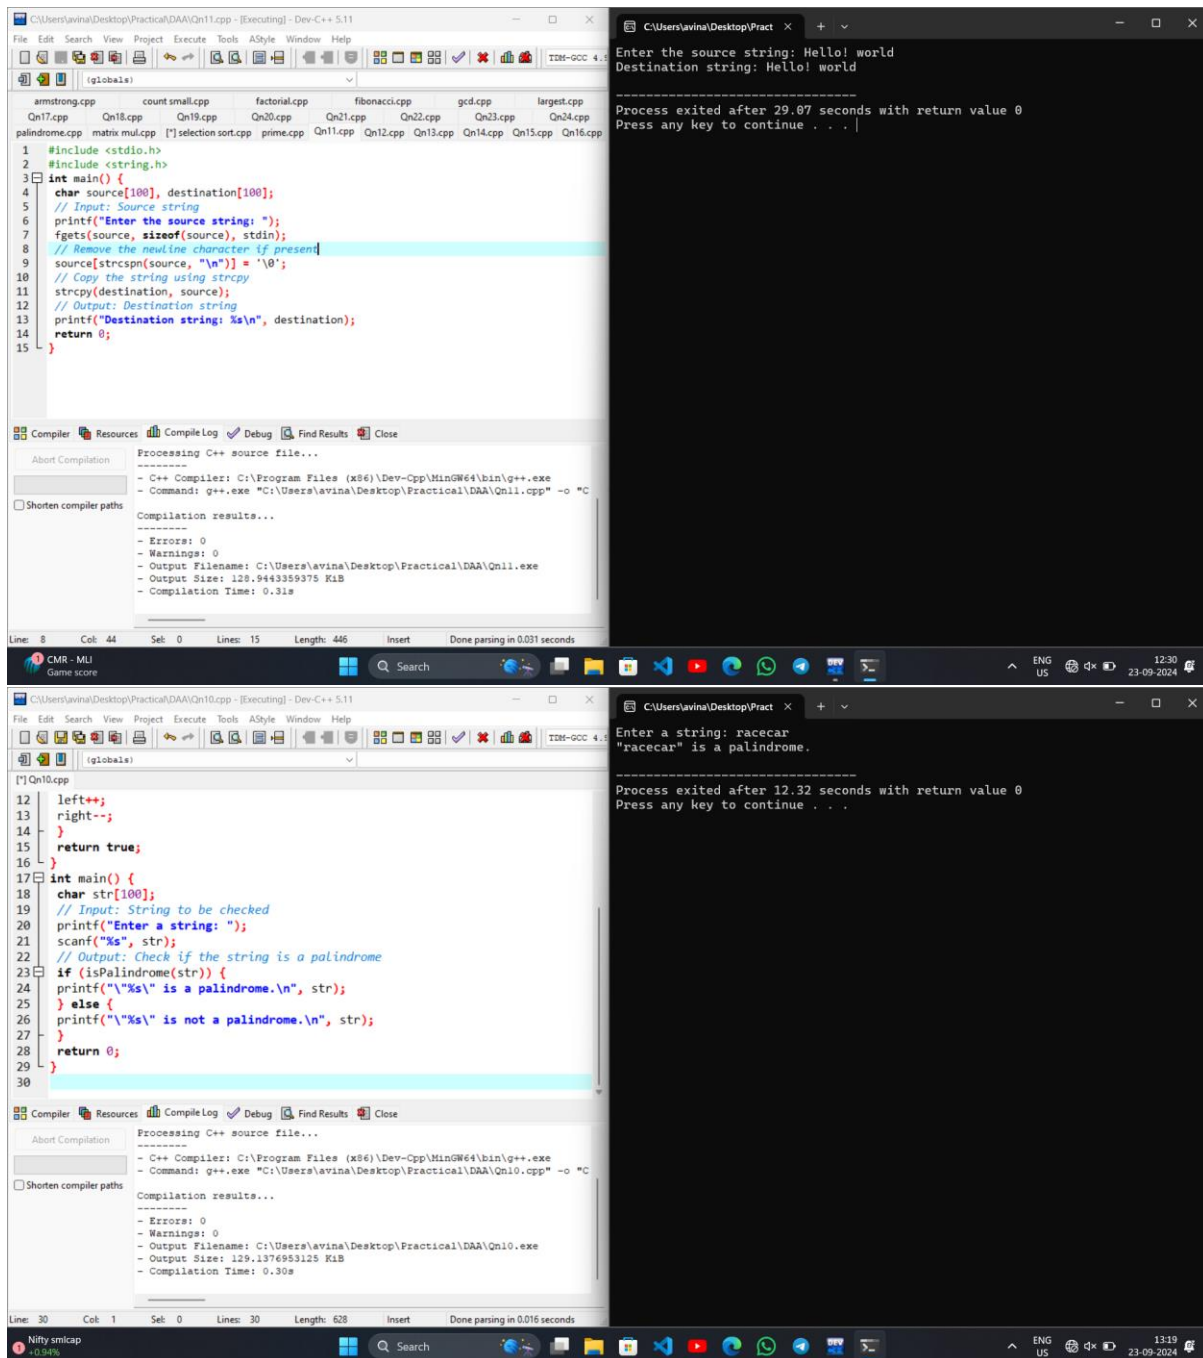 C:\Users\avina\Desktop\Practical\DAA\Qn11.cpp - [Executing] - Dev-C++ 5.11
File Edit Search View Project Execute Tools AStyle Window Help
TDM-GCC 4.9
(globals)
armstrong.cpp count small.cpp factorial.cpp fibonacci.cpp gcd.cpp largest.cpp
Qn17.cpp Qn18.cpp Qn19.cpp Qn20.cpp Qn21.cpp Qn22.cpp Qn23.cpp Qn24.cpp
palindrome.cpp matrix mul.cpp [*] selection sort.cpp prime.cpp Qn11.cpp Qn12.cpp Qn13.cpp Qn14.cpp Qn15.cpp Qn16.cpp
1 #include <stdio.h>
2 #include <string.h>
3 int main() {
4 char source[100], destination[100];
5 // Input: Source string
6 printf("Enter the source string: ");
7 fgets(source, sizeof(source), stdin);
8 // Remove the newline character if present
9 source[strcspn(source, "\n")] = '\0';
10 // Copy the string using strcpy
11 strcpy(destination, source);
12 // Output: Destination string
13 printf("Destination string: %s\n", destination);
14 return 0;
15 }
Compiler Resources Compile Log Debug Find Results Close
Abort Compilation
Shorten compiler paths
Processing C++ source file...
--------
- C++ Compiler: C:\Program Files (x86)\Dev-Cpp\MinGW64\bin\g++.exe
- Command: g++.exe "C:\Users\avina\Desktop\Practical\DAA\Qn11.cpp" -o "C
Compilation results...
--------
- Errors: 0
- Warnings: 0
- Output Filename: C:\Users\avina\Desktop\Practical\DAA\Qn11.exe
- Output Size: 128.9443359375 KiB
- Compilation Time: 0.31s
Line: 8 Col: 44 Sel: 0 Lines: 15 Length: 446 Insert Done parsing in 0.031 seconds
C:\Users\avina\Desktop\Pract
Enter the source string: Hello! world
Destination string: Hello! world
--------------------------------
Process exited after 29.07 seconds with return value 0
Press any key to continue . . .
1 CMR - MLI
Game score
Search
DEV
ENG
US
12:30
23-09-2024
C:\Users\avina\Desktop\Practical\DAA\Qn10.cpp - [Executing] - Dev-C++ 5.11
File Edit Search View Project Execute Tools AStyle Window Help
TDM-GCC 4.9
(globals)
[*] Qn10.cpp
12 left++;
13 right--;
14 }
15 return true;
16 }
17 int main() {
18 char str[100];
19 // Input: String to be checked
20 printf("Enter a string: ");
21 scanf("%s", str);
22 // Output: Check if the string is a palindrome
23 if (isPalindrome(str)) {
24 printf("\"%s\" is a palindrome.\n", str);
25 } else {
26 printf("\"%s\" is not a palindrome.\n", str);
27 }
28 return 0;
29 }
30
Compiler Resources Compile Log Debug Find Results Close
Abort Compilation
Shorten compiler paths
Processing C++ source file...
--------
- C++ Compiler: C:\Program Files (x86)\Dev-Cpp\MinGW64\bin\g++.exe
- Command: g++.exe "C:\Users\avina\Desktop\Practical\DAA\Qn10.cpp" -o "C
Compilation results...
--------
- Errors: 0
- Warnings: 0
- Output Filename: C:\Users\avina\Desktop\Practical\DAA\Qn10.exe
- Output Size: 129.1376953125 KiB
- Compilation Time: 0.30s
Line: 30 Col: 1 Sel: 0 Lines: 30 Length: 628 Insert Done parsing in 0.016 seconds
C:\Users\avina\Desktop\Pract
Enter a string: racecar
"racecar" is a palindrome.
--------------------------------
Process exited after 12.32 seconds with return value 0
Press any key to continue . . .
1 Nifty smlcap
+0.94%
Search
DEV
ENG
US
13:19
23-09-2024